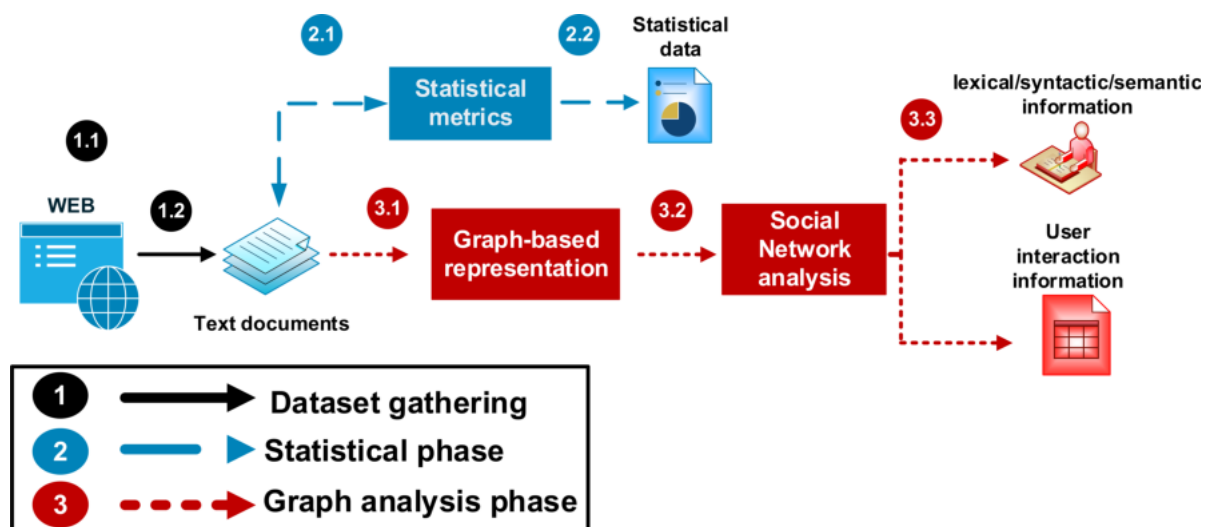 2.1
2.2
Statistical
data
Statistical
metrics
lexical/syntactic/semantic
information
1.1
3.3
WEB
1.2
3.1
3.2
Graph-based
representation
Social
Network
analysis
User
interaction
information
Text documents
1 Dataset gathering
2 Statistical phase
3 Graph analysis phase